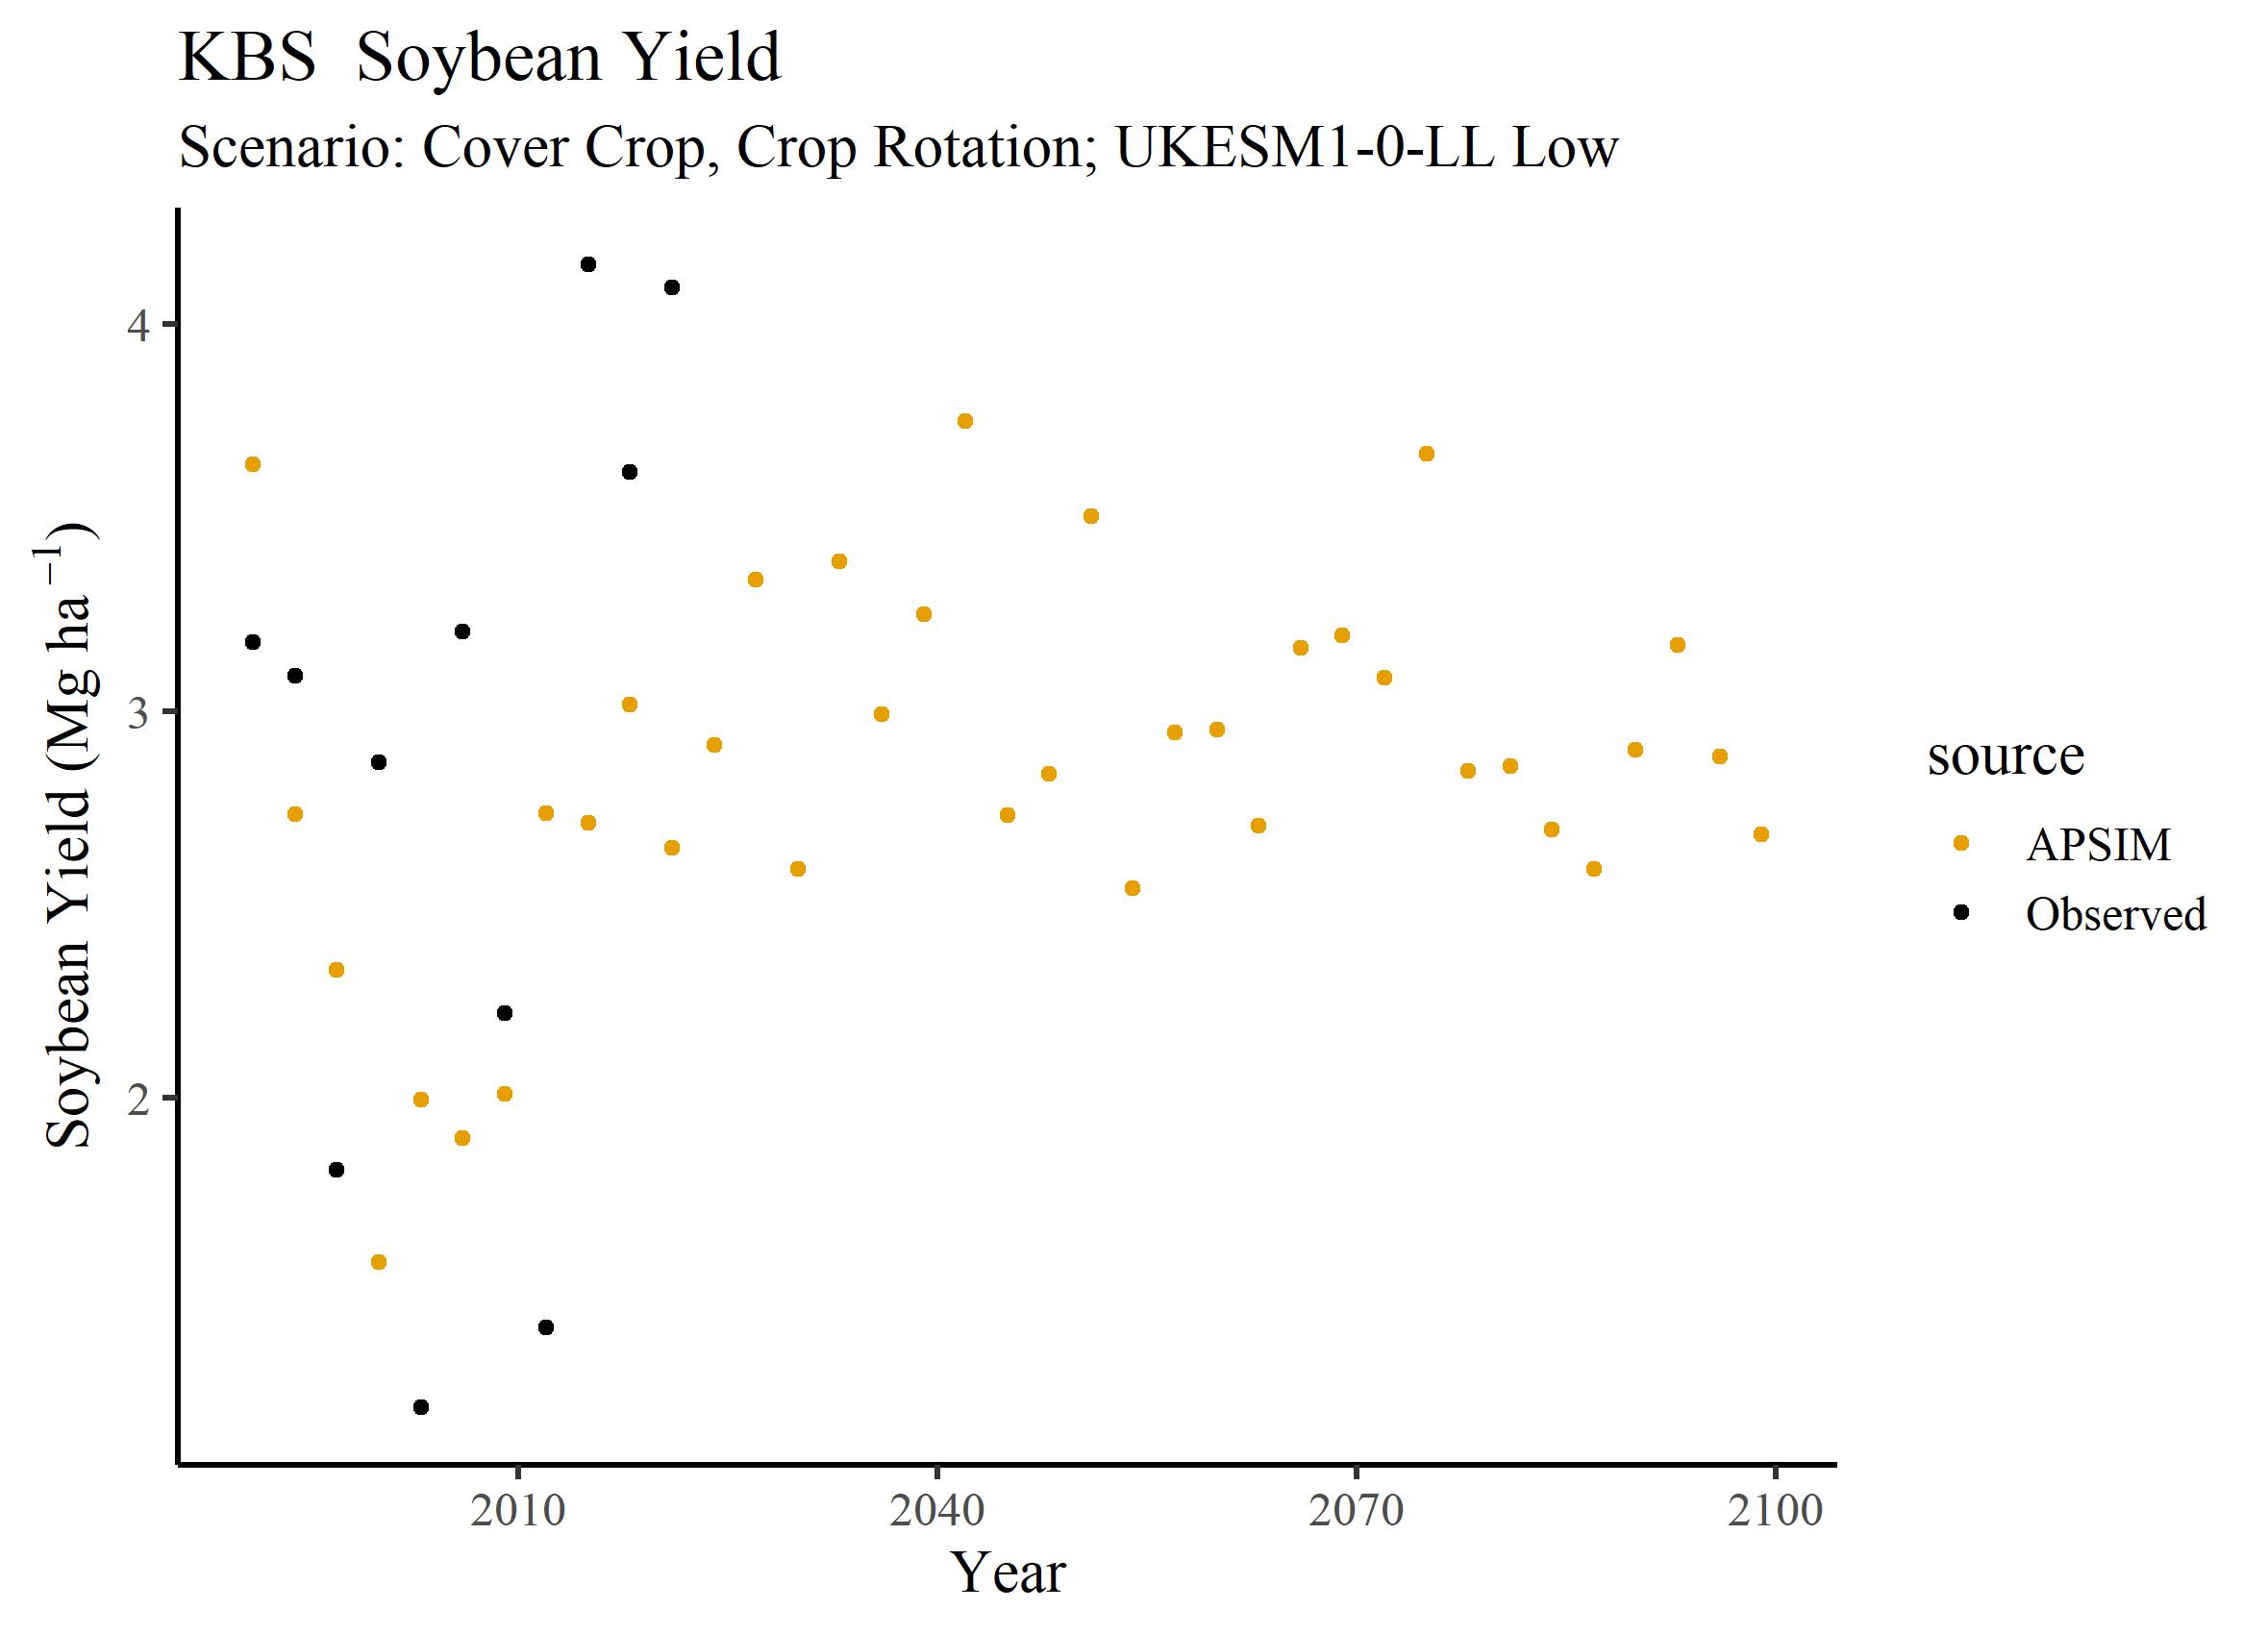 KBS  Soybean Yield
Scenario: Cover Crop, Crop Rotation; UKESM1-0-LL Low
Soybean Yield (Mg ha⁻¹)
4
3
2
2010
2040
2070
2100
Year
source
APSIM
Observed